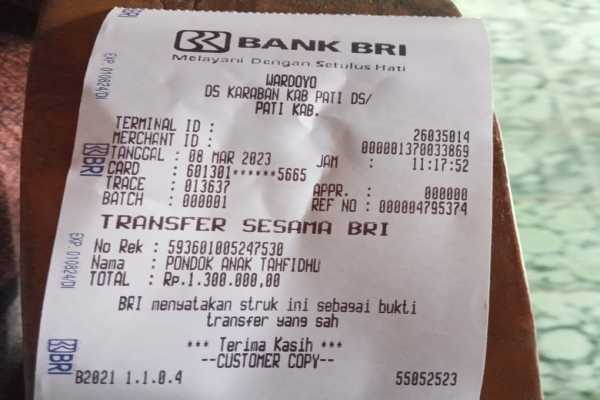 BANK BRI
Melayani Dengan Setulus Hati
WARDOYO
DS KARABAN KAB PATI DS/
PATI KAB.
TERMINAL ID : 26035014
MERCHANT ID : 000001370033869
TANGGAL : 08 MAR 2023 JAM : 11:17:52
CARD : 601301******5665
TRACE : 013637 APPR. : 000000
BATCH : 000001 REF NO : 000004795374
TRANSFER SESAMA BRI
No Rek : 593601005247530
Nama : PONDOK ANAK TAHFIDHU
TOTAL : Rp.1.300.000,00
BRI menyatakan struk ini sebagai bukti
transfer yang sah
*** Terima Kasih ***
--CUSTOMER COPY--
B2021 1.1.0.4 55052523
EXP 010824/DI
BRI
EXP 010824/DI
BRI